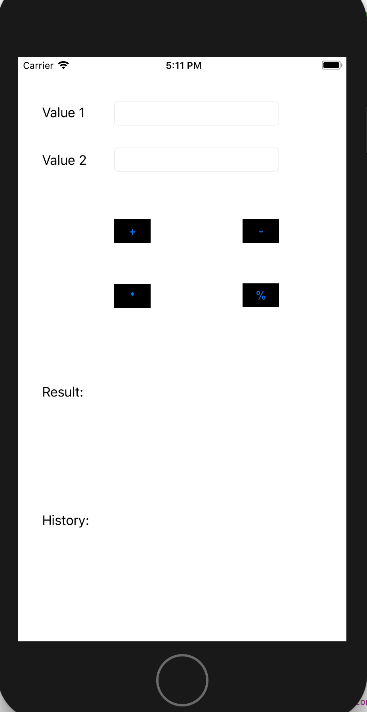 Carrier 5:11 PM
Value 1
Value 2
+ -
* %
Result:
History: